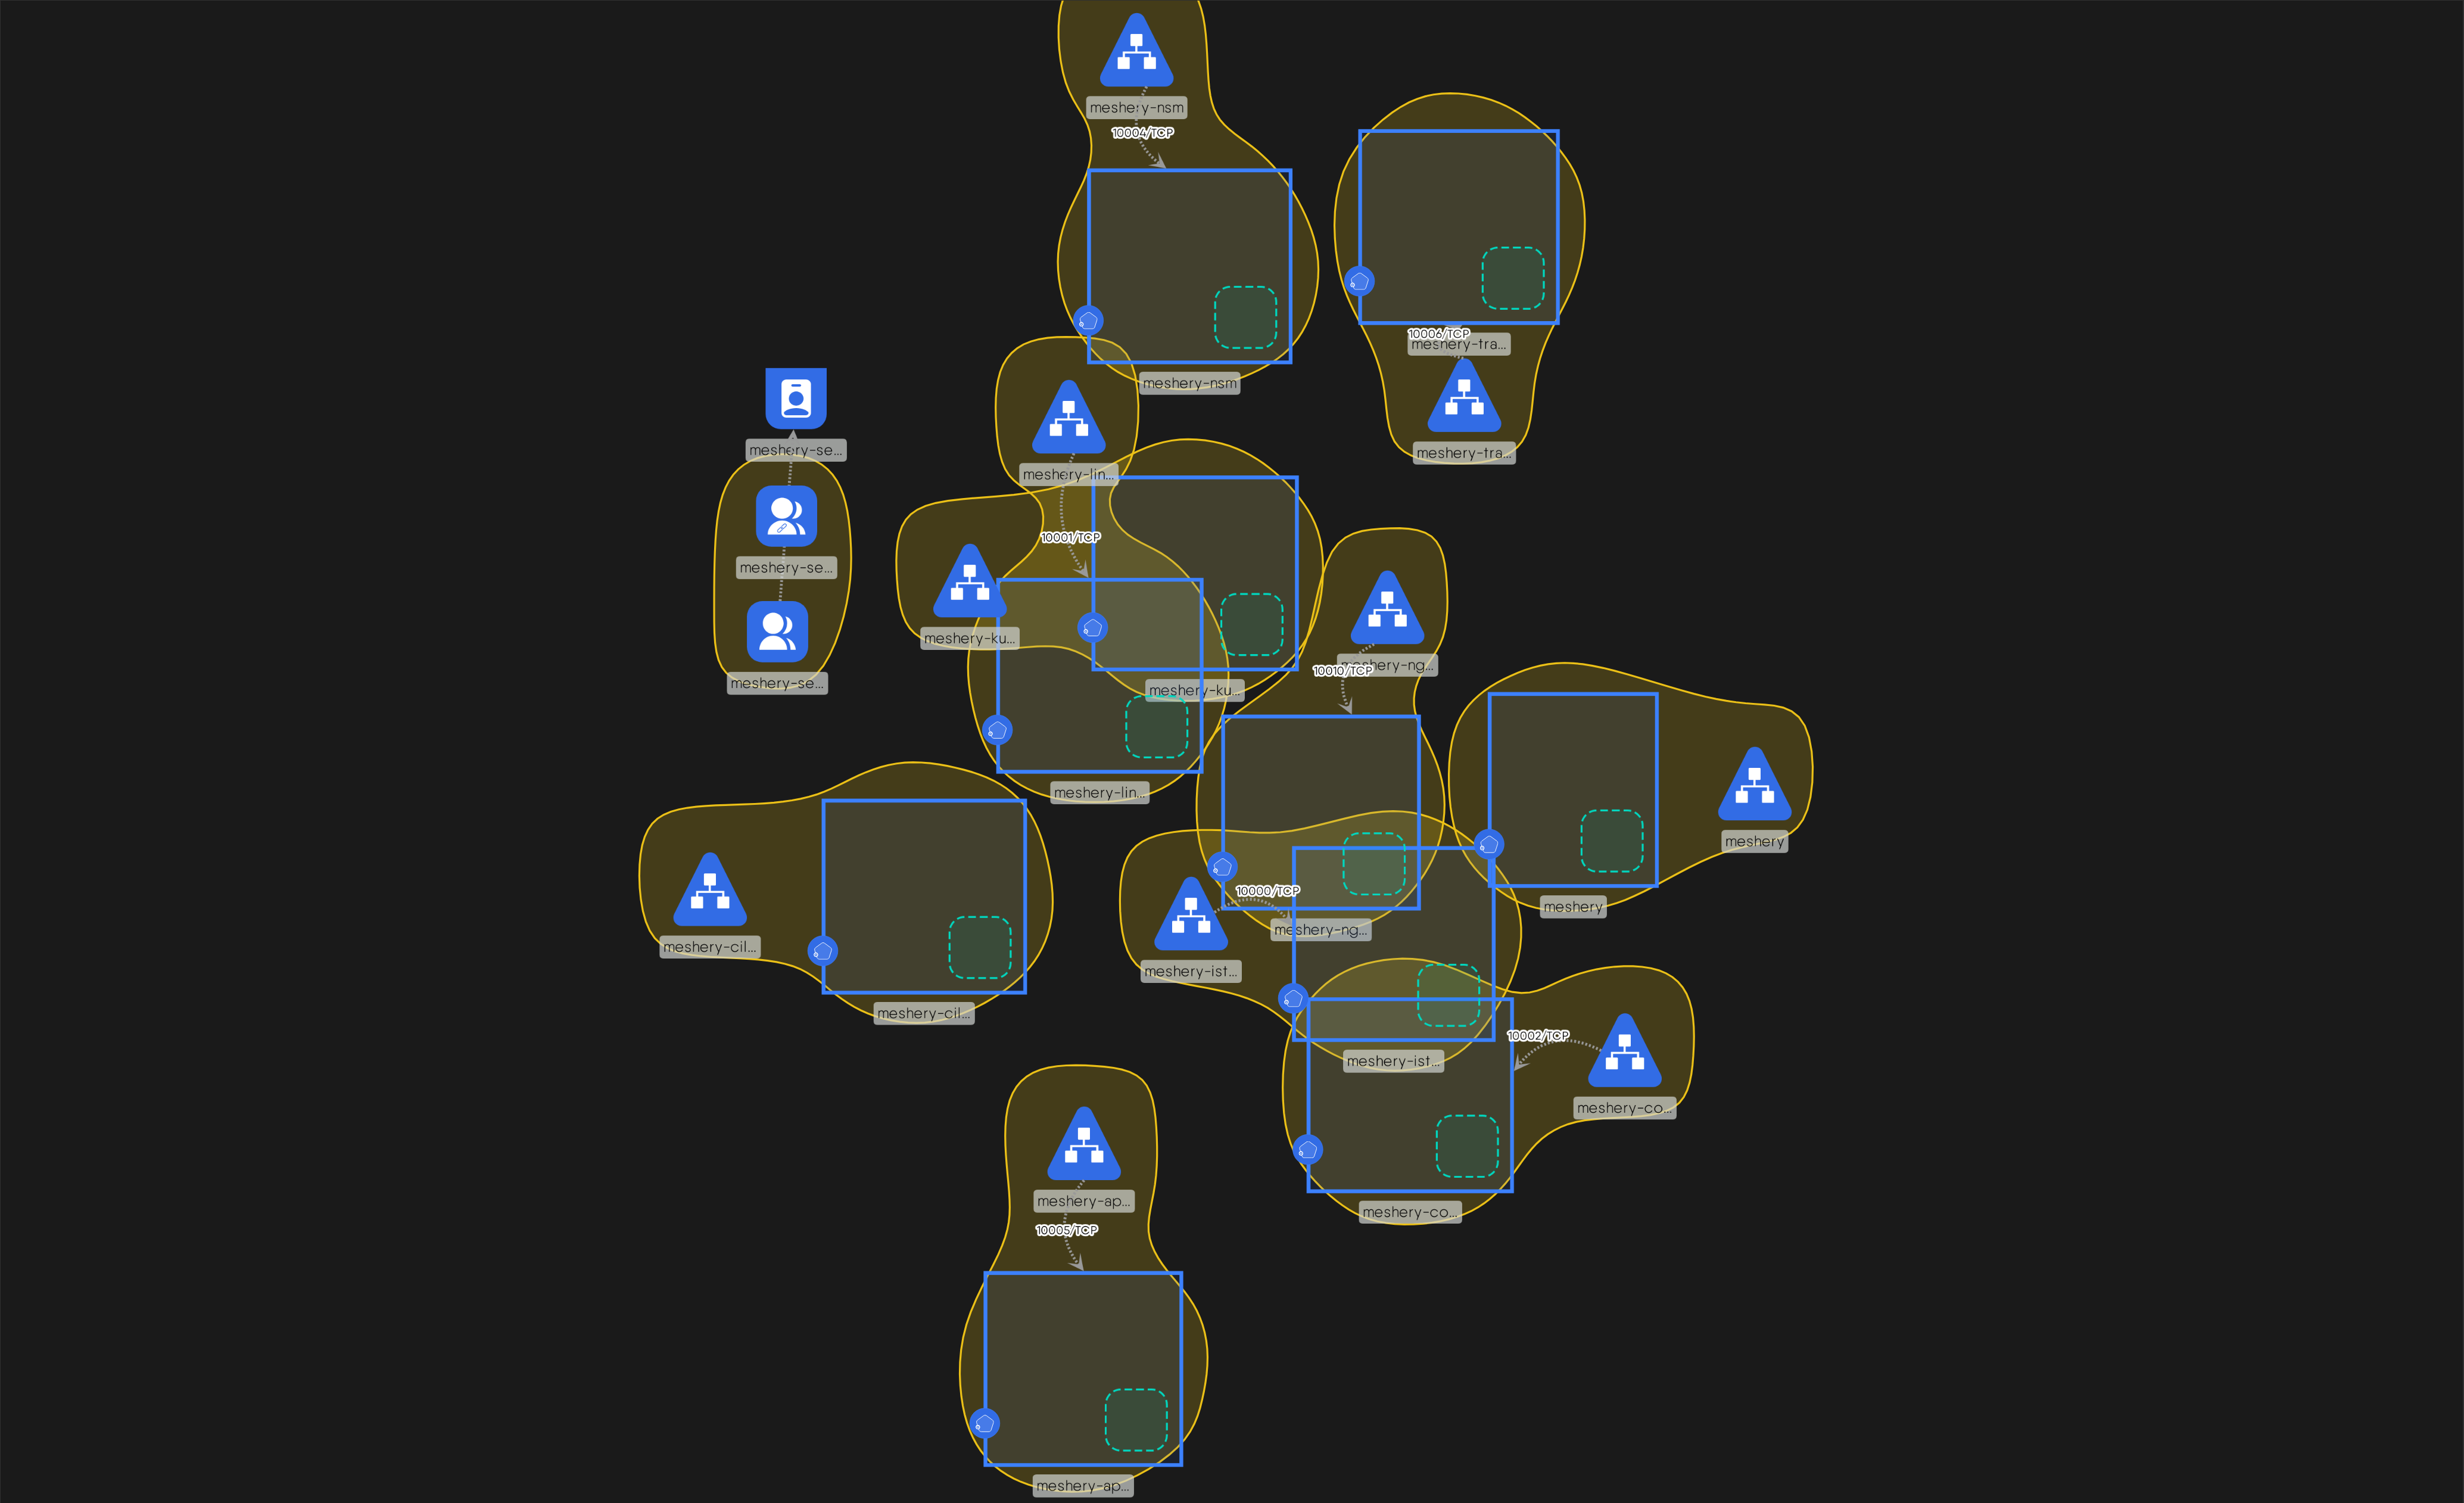 meshery-nsm
10004/TCP
meshery-nsm
10006/TCP
meshery-tra...
meshery-tra...
meshery-se...
meshery-se...
meshery-se...
meshery-lin...
10001/TCP
meshery-ku...
meshery-ku...
meshery-lin...
meshery-ng...
10010/TCP
meshery-ng...
meshery
meshery
meshery-cil...
meshery-cil...
10000/TCP
meshery-ist...
meshery-ist...
10002/TCP
meshery-co...
meshery-co...
meshery-ap...
10005/TCP
meshery-ap...